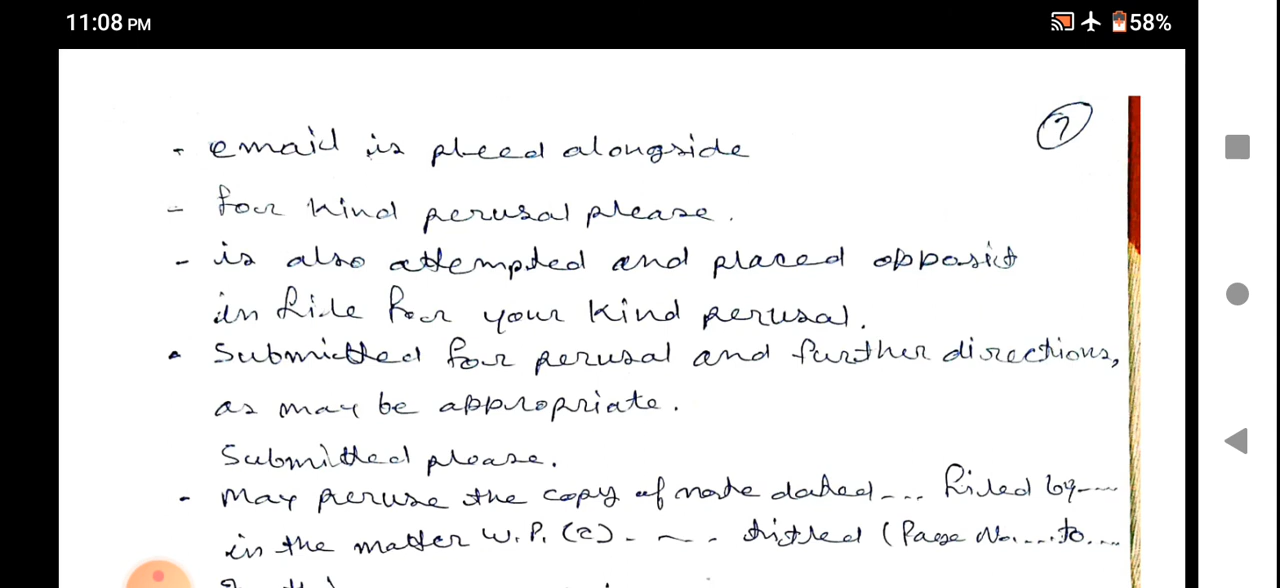 11:08 PM
58%
7
- email is placed alongside
- for kind perusal please.
- is also attempted and placed opposit
in file for your kind perusal.
- Submitted for perusal and further directions,
as may be appropriate.
Submitted please.
- May peruse the copy of note dated-... filed by----
in the matter W.P. (c). - ~ . titled (Page No.....to....